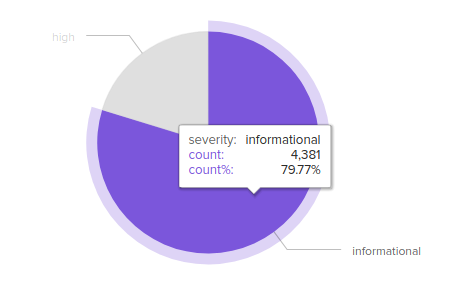 high
severity: informational
count: 4,381
count%: 79.77%
informational